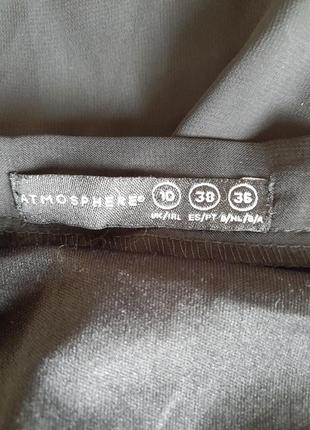 ATMOSPHERE® 10 38 36
UK/IRL ES/PT B/NL/D/A